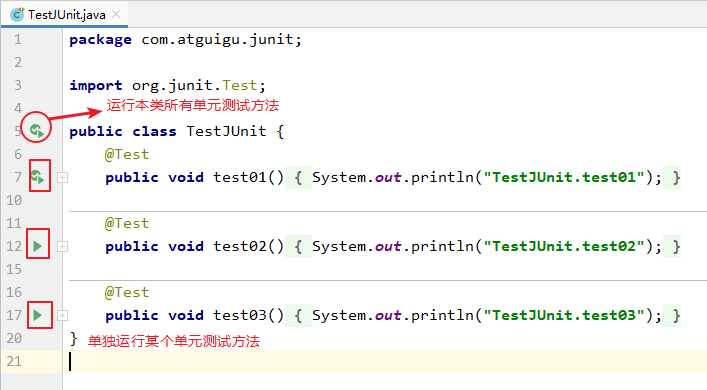 TestJUnit.java
1 package com.atguigu.junit;
2
3 import org.junit.Test;
4 运行本类所有单元测试方法
5 public class TestJUnit {
6 @Test
7 public void test01() { System.out.println("TestJUnit.test01"); }
10
11 @Test
12 public void test02() { System.out.println("TestJUnit.test02"); }
15
16 @Test
17 public void test03() { System.out.println("TestJUnit.test03"); }
20 } 单独运行某个单元测试方法
21